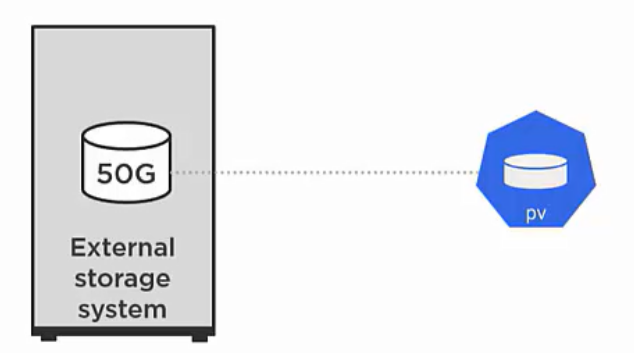 50G
External
storage
system
pv